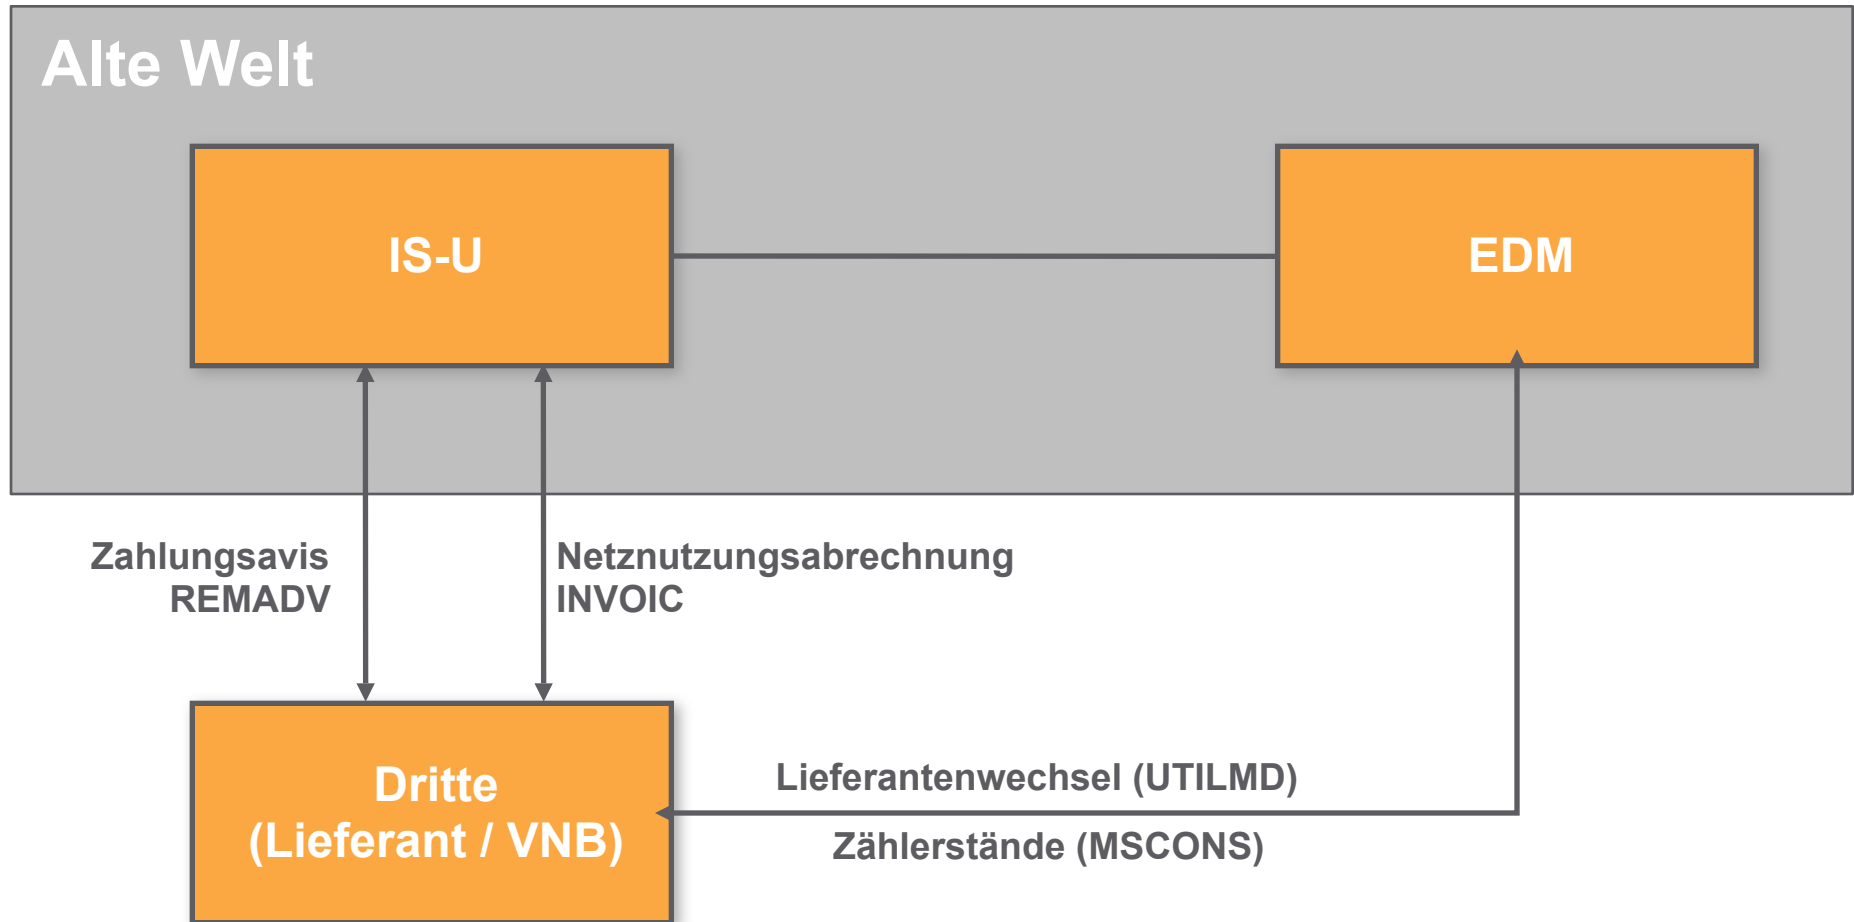 Alte Welt
IS-U
EDM
Zahlungsavis
REMADV
Netznutzungsabrechnung
INVOIC
Dritte
(Lieferant / VNB)
Lieferantenwechsel (UTILMD)
Zählerstände (MSCONS)